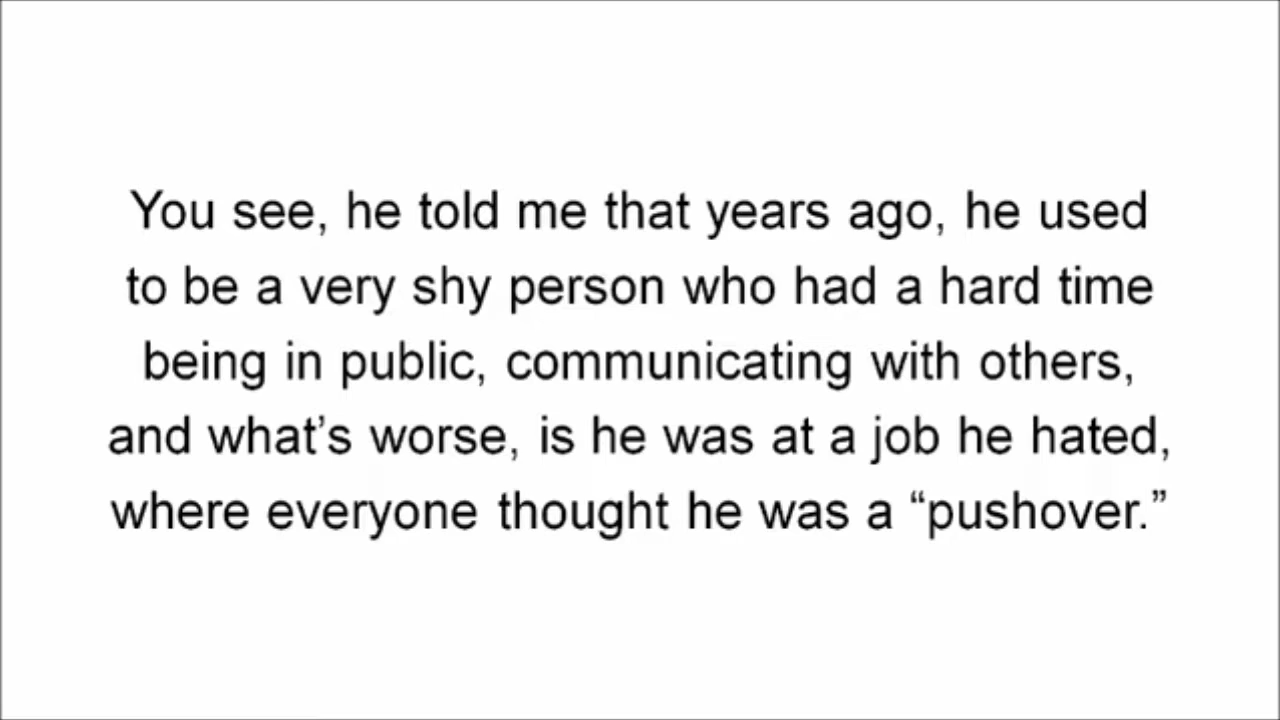 You see, he told me that years ago, he used
to be a very shy person who had a hard time
being in public, communicating with others,
and what’s worse, is he was at a job he hated,
where everyone thought he was a “pushover.”